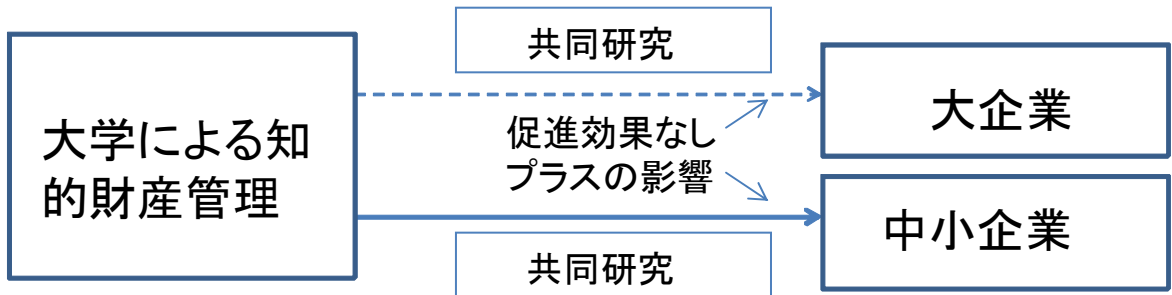 共同研究
大学による知
的財産管理
大企業
促進効果なし
プラスの影響
中小企業
共同研究